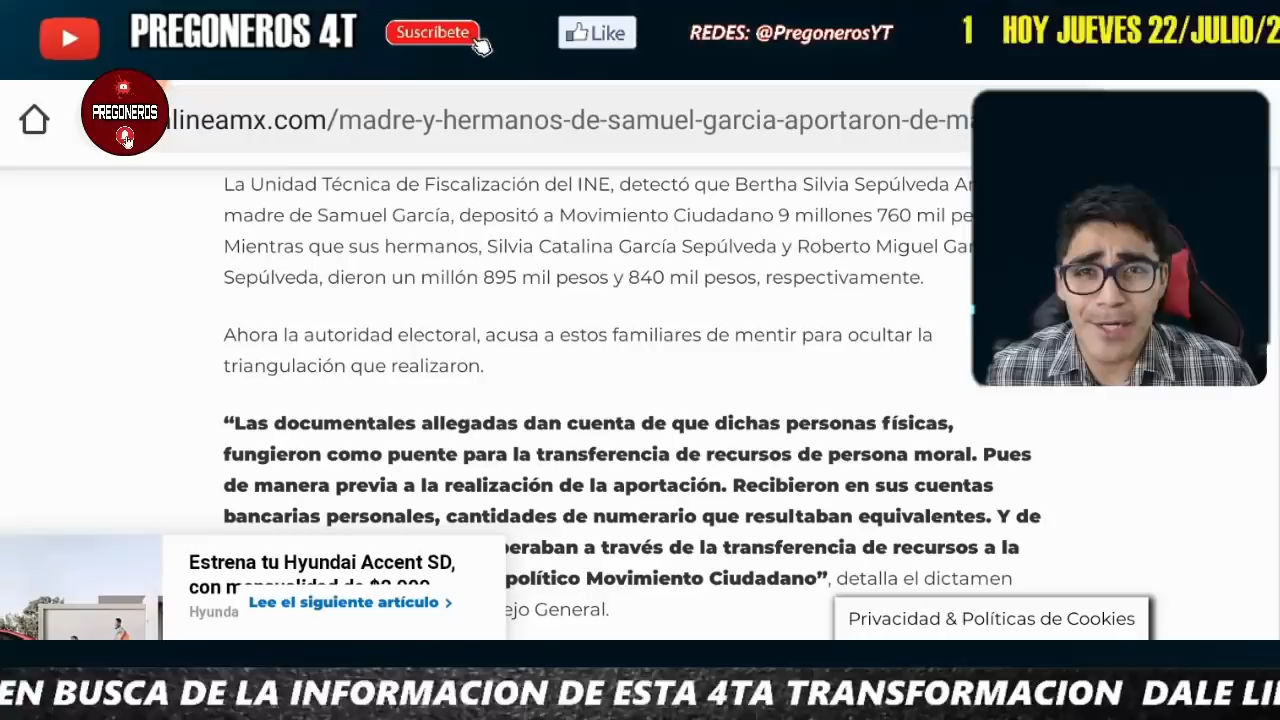 PREGONEROS 4T
Suscríbete
Like
REDES: @PregonerosYT
1 HOY JUEVES 22/JULIO/2
PREGONEROS
lineamx.com/madre-y-hermanos-de-samuel-garcia-aportaron-de-ma
La Unidad Técnica de Fiscalización del INE, detectó que Bertha Silvia Sepúlveda
madre de Samuel García, depositó a Movimiento Ciudadano 9 millones 760 mil pe
Mientras que sus hermanos, Silvia Catalina García Sepúlveda y Roberto Miguel Gar
Sepúlveda, dieron un millón 895 mil pesos y 840 mil pesos, respectivamente.
Ahora la autoridad electoral, acusa a estos familiares de mentir para ocultar la
triangulación que realizaron.
“Las documentales allegadas dan cuenta de que dichas personas físicas,
fungieron como puente para la transferencia de recursos de persona moral. Pues
de manera previa a la realización de la aportación. Recibieron en sus cuentas
bancarias personales, cantidades de numerario que resultaban equivalentes. Y de
peraban a través de la transferencia de recursos a la
político Movimiento Ciudadano”, detalla el dictamen
ejo General.
Estrena tu Hyundai Accent SD,
con
Hyunda
Lee el siguiente artículo >
Privacidad & Políticas de Cookies
EN BUSCA DE LA INFORMACION DE ESTA 4TA TRANSFORMACION DALE LI